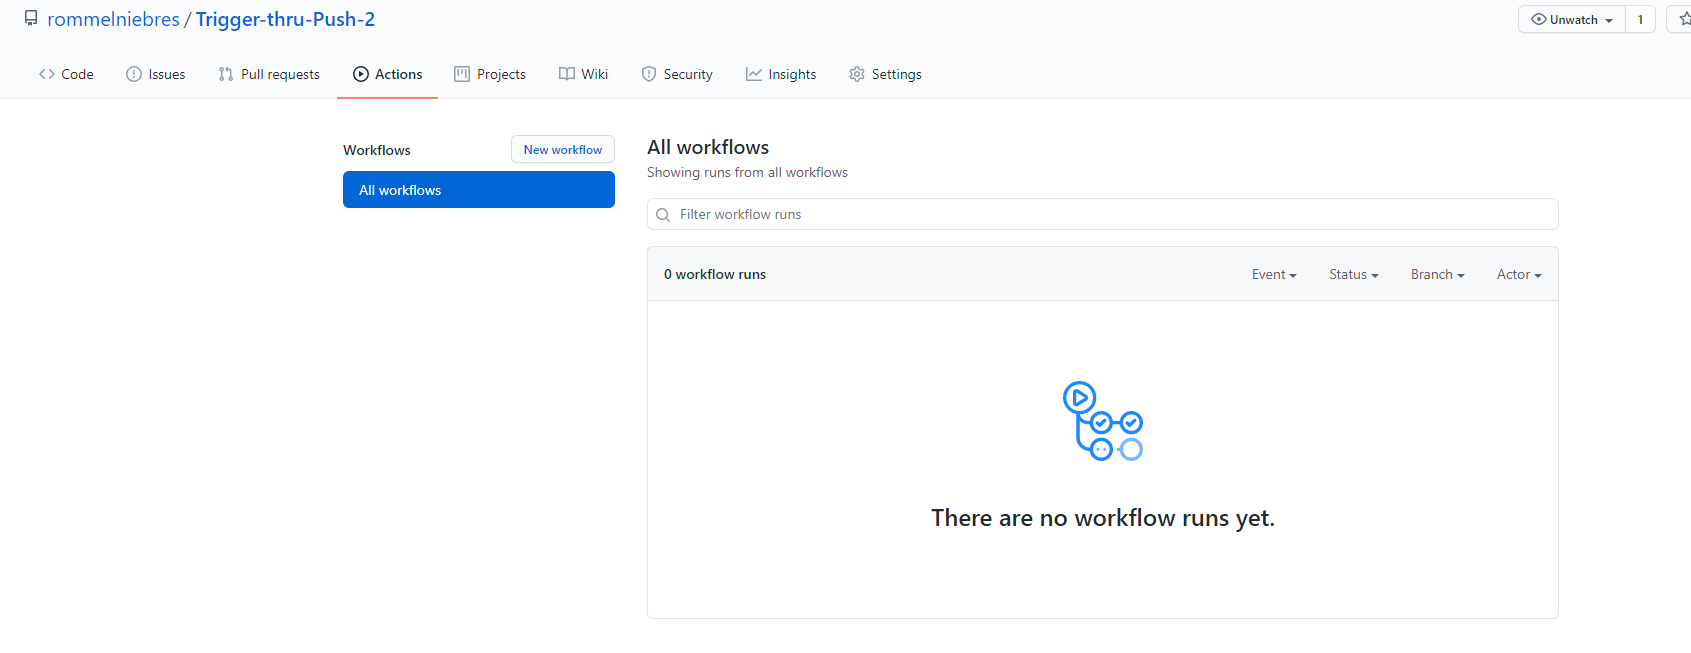 rommelniebres / Trigger-thru-Push-2
Unwatch 1
Code Issues Pull requests Actions Projects Wiki Security Insights Settings
Workflows
New workflow
All workflows
All workflows
Showing runs from all workflows
Filter workflow runs
0 workflow runs
Event Status Branch Actor
There are no workflow runs yet.